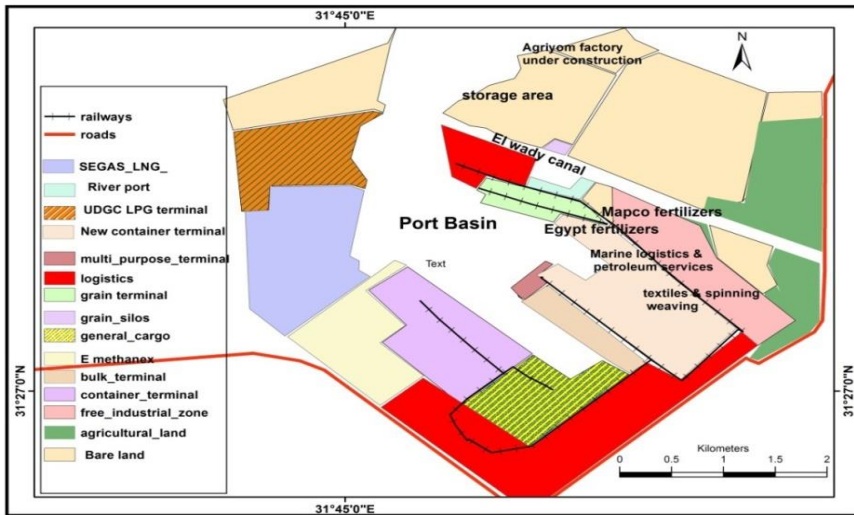 31°45'0"E
N
Agriyom factory
under construction
storage area
El wady canal
Mapco fertilizers
Port Basin
Egypt fertilizers
Text
Marine logistics &
petroleum services
textiles & spinning
weaving
railways
roads
SEGAS_LNG_
River port
UDGC LPG terminal
New container terminal
multi_purpose_terminal
logistics
grain terminal
grain_silos
general_cargo
E methanex
bulk_terminal
container_terminal
free_industrial_zone
agricultural_land
Bare land
31°27'0"N
31°27'0"N
Kilometers
0 0.5 1 1.5 2
31°45'0"E